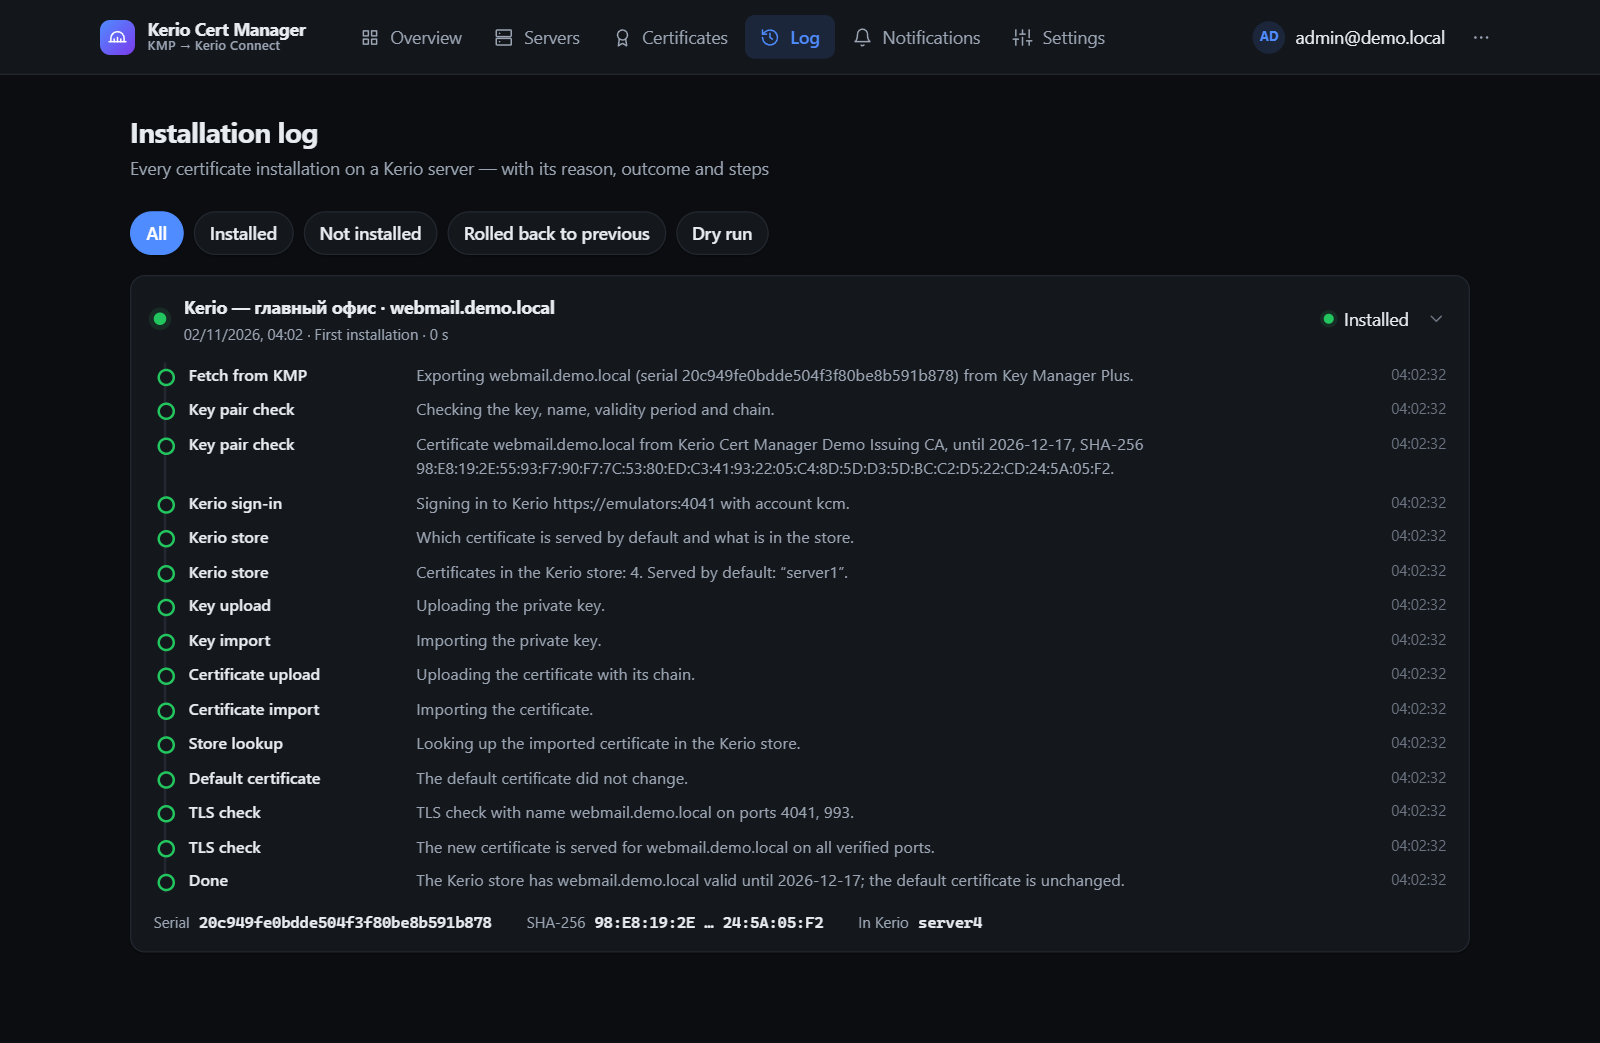 Kerio Cert Manager
KMP → Kerio Connect
Overview
Servers
Certificates
Log
Notifications
Settings
AD
admin@demo.local
Installation log
Every certificate installation on a Kerio server — with its reason, outcome and steps
All
Installed
Not installed
Rolled back to previous
Dry run
Kerio — главный офис · webmail.demo.local
02/11/2026, 04:02 · First installation · 0 s
Installed
Fetch from KMP Exporting webmail.demo.local (serial 20c949fe0bdde504f3f80be8b591b878) from Key Manager Plus. 04:02:32
Key pair check Checking the key, name, validity period and chain. 04:02:32
Key pair check Certificate webmail.demo.local from Kerio Cert Manager Demo Issuing CA, until 2026-12-17, SHA-256 04:02:32
98:E8:19:2E:55:93:F7:90:F7:7C:53:80:ED:C3:41:93:22:05:C4:8D:5D:D3:5D:BC:C2:D5:22:CD:24:5A:05:F2.
Kerio sign-in Signing in to Kerio https://emulators:4041 with account kcm. 04:02:32
Kerio store Which certificate is served by default and what is in the store. 04:02:32
Kerio store Certificates in the Kerio store: 4. Served by default: “server1”. 04:02:32
Key upload Uploading the private key. 04:02:32
Key import Importing the private key. 04:02:32
Certificate upload Uploading the certificate with its chain. 04:02:32
Certificate import Importing the certificate. 04:02:32
Store lookup Looking up the imported certificate in the Kerio store. 04:02:32
Default certificate The default certificate did not change. 04:02:32
TLS check TLS check with name webmail.demo.local on ports 4041, 993. 04:02:32
TLS check The new certificate is served for webmail.demo.local on all verified ports. 04:02:32
Done The Kerio store has webmail.demo.local valid until 2026-12-17; the default certificate is unchanged. 04:02:32
Serial 20c949fe0bdde504f3f80be8b591b878 SHA-256 98:E8:19:2E … 24:5A:05:F2 In Kerio server4